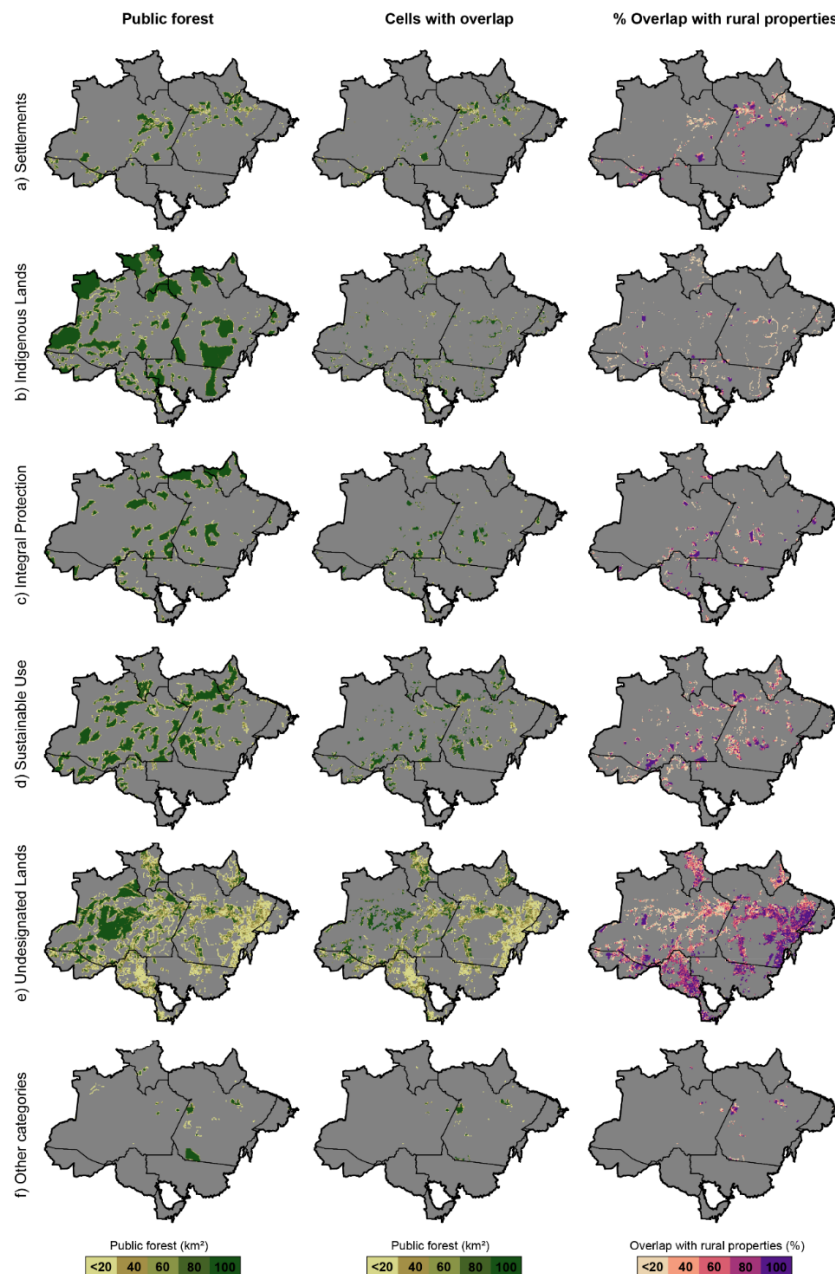 Public forest
Cells with overlap
% Overlap with rural properties
a) Settlements
b) Indigenous Lands
c) Integral Protection
d) Sustainable Use
e) Undesignated Lands
f) Other categories
Public forest (km²)
<20 40 60 80 100
Public forest (km²)
<20 40 60 80 100
Overlap with rural properties (%)
<20 40 60 80 100